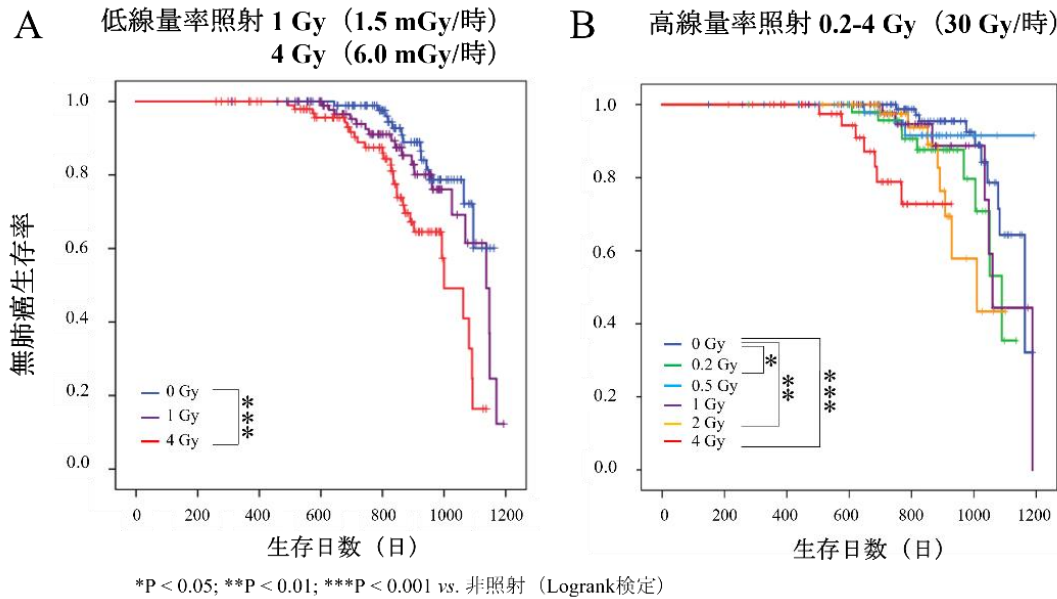 A
低線量率照射 1 Gy（1.5 mGy/時）
4 Gy（6.0 mGy/時）
無肺癌生存率
1.0
0.8
0.6
0.4
0.2
0.0
0 Gy
1 Gy
4 Gy
***
0 200 400 600 800 1000 1200
生存日数（日）
B
高線量率照射 0.2-4 Gy（30 Gy/時）
1.0
0.8
0.6
0.4
0.2
0.0
0 Gy
0.2 Gy
0.5 Gy
1 Gy
2 Gy
4 Gy
*
**
***
0 200 400 600 800 1000 1200
生存日数（日）
*P < 0.05; **P < 0.01; ***P < 0.001 vs. 非照射（Logrank検定）